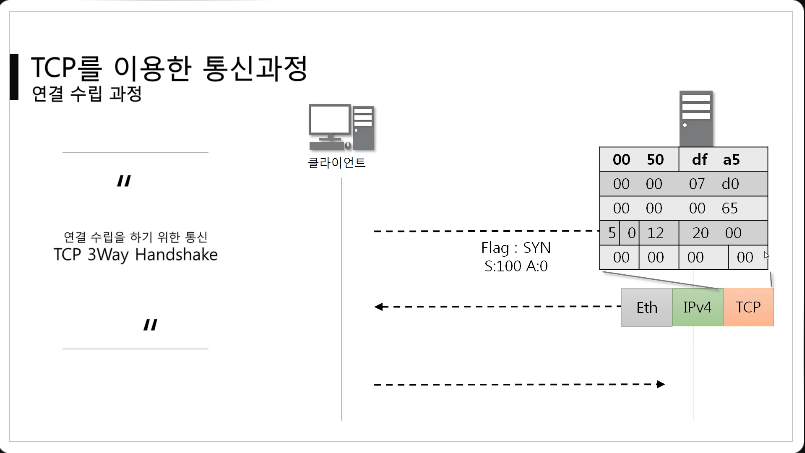 TCP를 이용한 통신과정
연결 수립 과정
클라이언트
“
연결 수립을 하기 위한 통신
TCP 3Way Handshake
“
00 50 df a5
00 00 07 d0
00 00 00 65
5 0 12 20 00
00 00 00 00
Flag : SYN
S:100 A:0
Eth IPv4 TCP